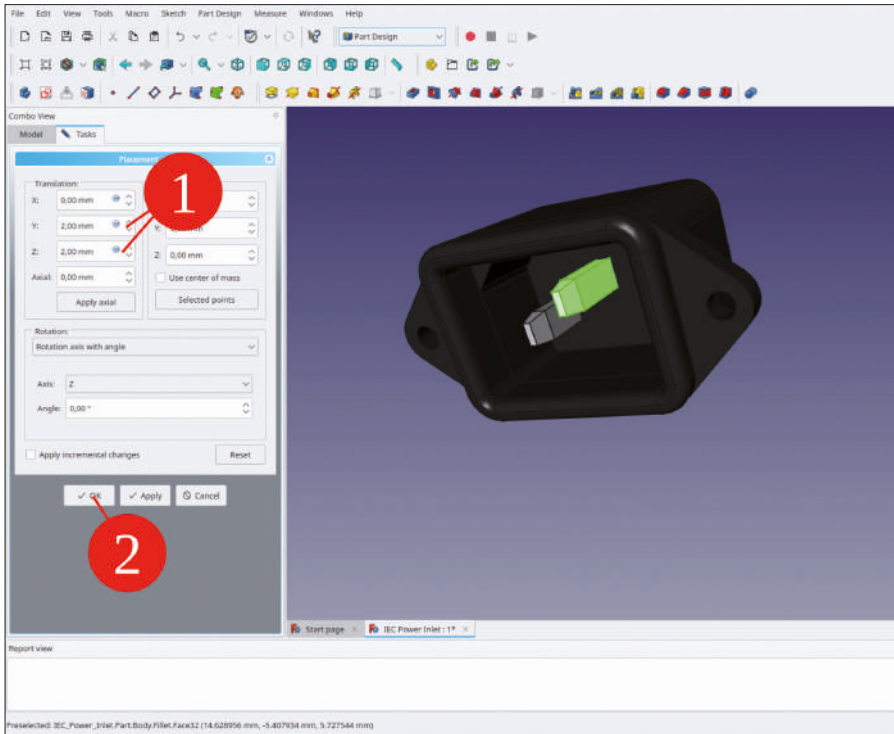 File Edit View Tools Macro Sketch Part Design Measure Windows Help
Part Design
Combo View
Model Tasks
Placement
Translation:
X: 0,00 mm
Y: 2,00 mm
Y:
Z: 2,00 mm
Z: 0,00 mm
Axial: 0,00 mm
Use center of mass
Apply axial
Selected points
1
Rotation:
Rotation axis with angle
Axis: Z
Angle: 0,00 °
Apply incremental changes
Reset
OK Apply Cancel
2
Start page IEC Power Inlet : 1*
Report view
Preselected: IEC_Power_Inlet.Part.Body.Fillet.Face32 (14.628956 mm, -5.407934 mm, 5.727544 mm)